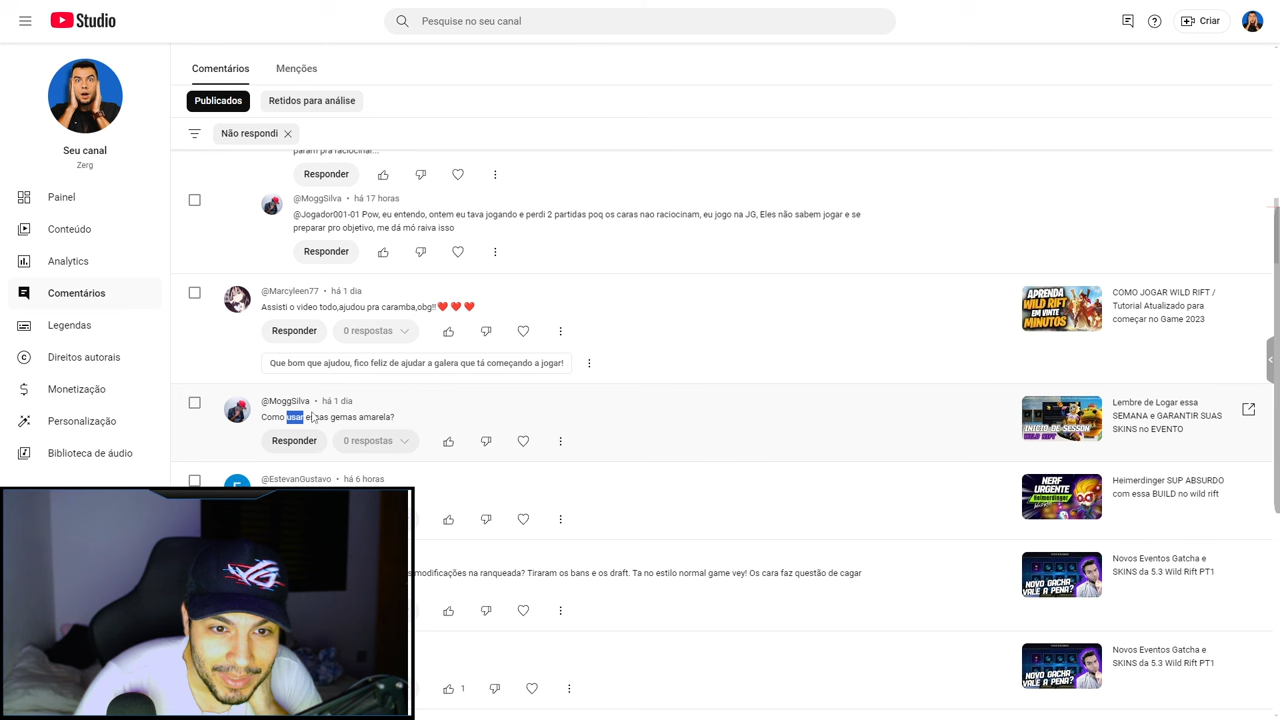 Studio
Pesquise no seu canal
Criar
Seu canal
Zerg
Painel
Conteúdo
Analytics
Comentários
Legendas
Direitos autorais
Monetização
Personalização
Biblioteca de áudio
Comentários
Menções
Publicados
Retidos para análise
Não respondi
param pra raciocinar...
Responder
@MoggSilva • há 17 horas
@Jogador001-01 Pow, eu entendo, ontem eu tava jogando e perdi 2 partidas poq os caras nao raciocinam, eu jogo na JG, Eles não sabem jogar e se
preparar pro objetivo, me dá mó raiva isso
Responder
@Marcyleen77 • há 1 dia
Assisti o video todo,ajudou pra caramba,obg!!❤️❤️❤️
Responder
0 respostas
Que bom que ajudou, fico feliz de ajudar a galera que tá começando a jogar!
APRENDA
WILD RIFT
EM VINTE
MINUTOS
COMO JOGAR WILD RIFT /
Tutorial Atualizado para
começar no Game 2023
@MoggSilva • há 1 dia
Como usar essas gemas amarela?
Responder
0 respostas
INICIO DE SESSON
WILD RIFT
Lembre de Logar essa
SEMANA e GARANTIR SUAS
SKINS no EVENTO
@EstevanGustavo • há 6 horas
E
NERF
URGENTE
Heimerdinger SUP ABSURDO
com essa BUILD no wild rift
s modificações na ranqueada? Tiraram os bans e os draft. Ta no estilo normal game vey! Os cara faz questão de cagar
NOVO GACHA
VALE A PENA?
Novos Eventos Gatcha e
SKINS da 5.3 Wild Rift PT1
1
NOVO GACHA
VALE A PENA?
Novos Eventos Gatcha e
SKINS da 5.3 Wild Rift PT1